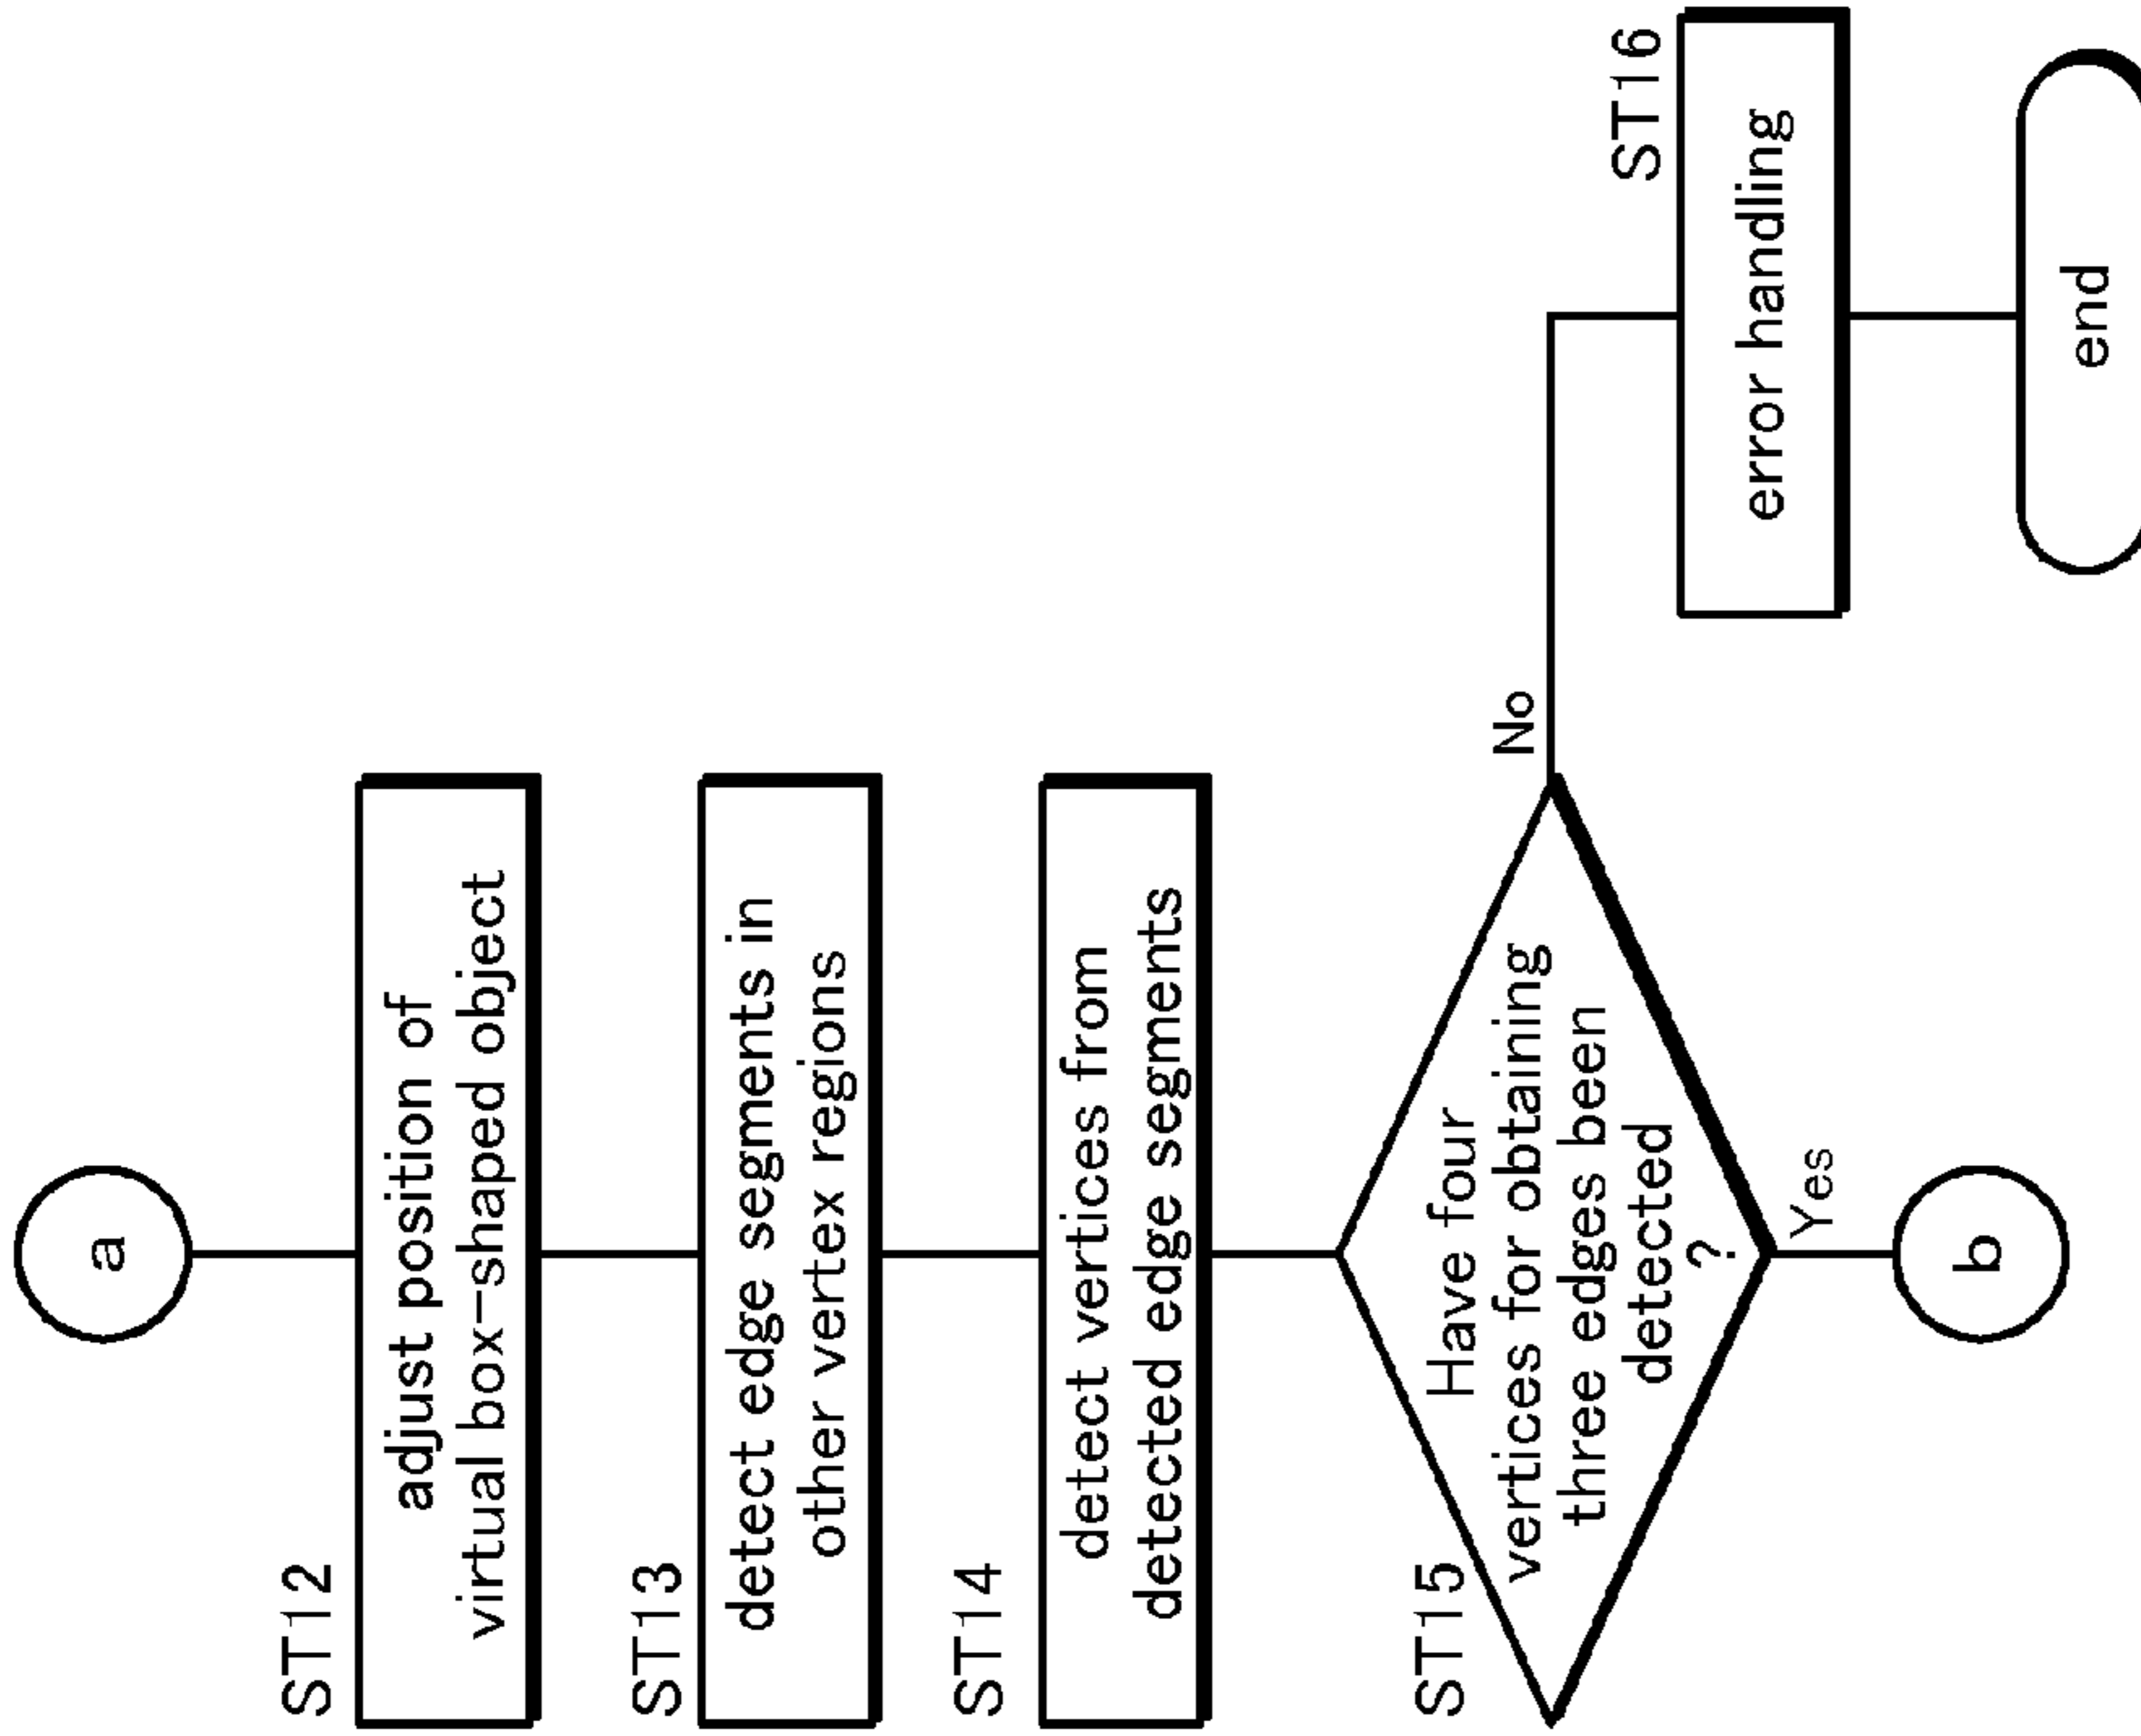 a
ST12
adjust position of
virtual box-shaped object
ST13
detect edge segments in
other vertex regions
ST14
detect vertices from
detected edge segments
ST15
Have four
vertices for obtaining
three edges been
detected
?
No
Yes
b
ST16
error handling
end